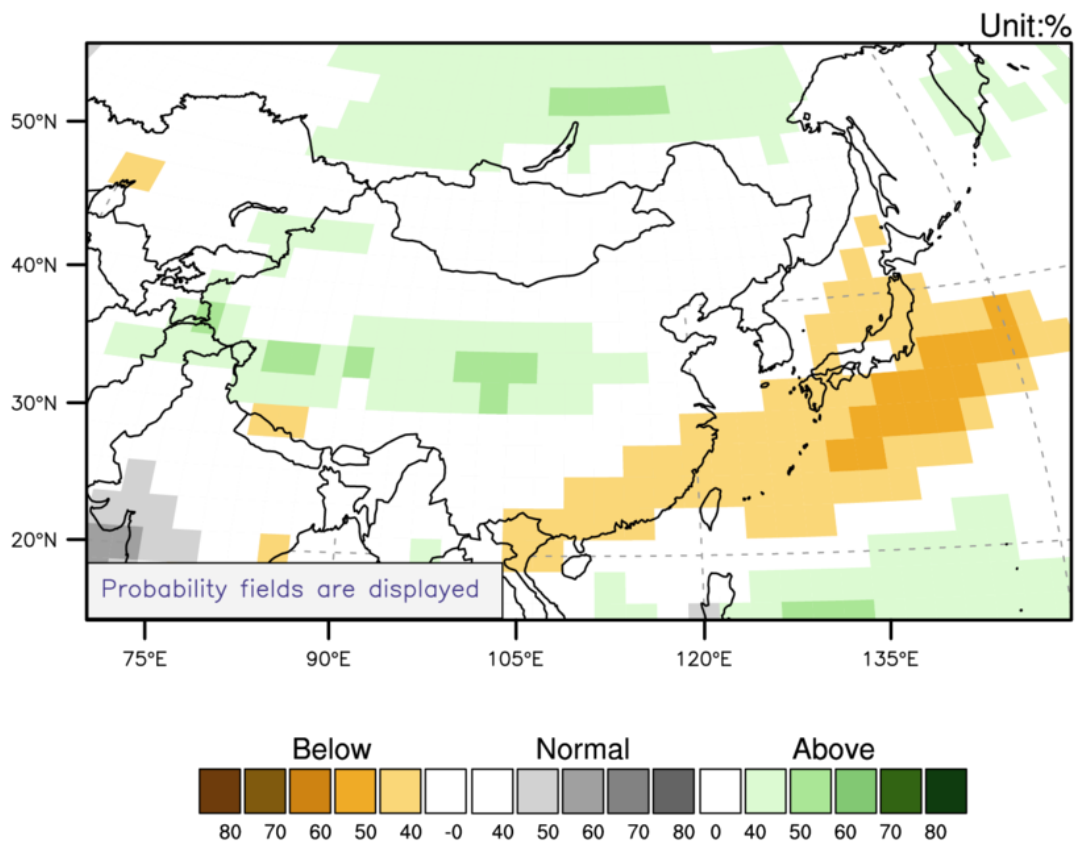 Unit:%
50°N
40°N
30°N
20°N
Probability fields are displayed
75°E 90°E 105°E 120°E 135°E
Below Normal Above
80 70 60 50 40 -0 40 50 60 70 80 0 40 50 60 70 80